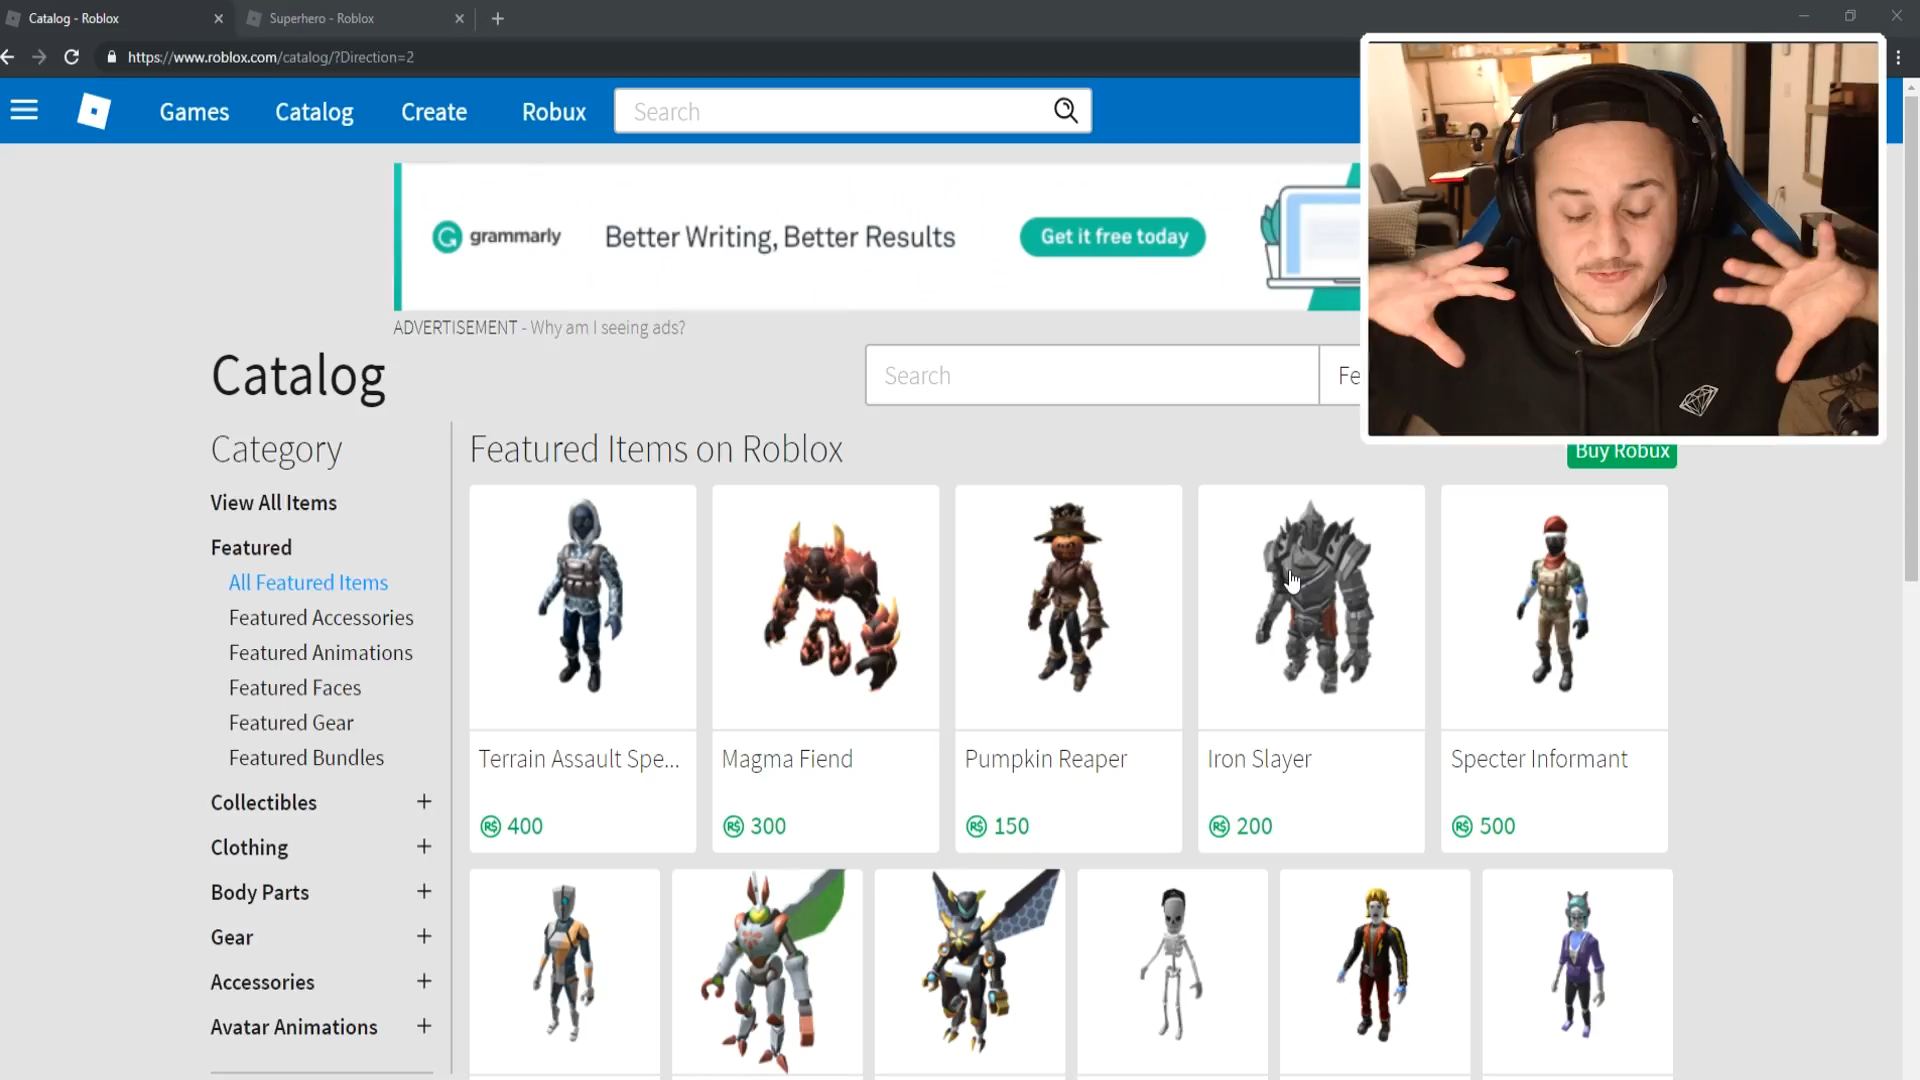 Catalog - Roblox
Superhero - Roblox
https://www.roblox.com/catalog/?Direction=2
Games Catalog Create Robux Search
grammarly Better Writing, Better Results Get it free today
ADVERTISEMENT - Why am I seeing ads?
Catalog
Search Fe
Category
Featured Items on Roblox
Buy Robux
View All Items
Featured
All Featured Items
Featured Accessories
Featured Animations
Featured Faces
Featured Gear
Featured Bundles
Collectibles +
Clothing +
Body Parts +
Gear +
Accessories +
Avatar Animations +
Terrain Assault Spe... Magma Fiend Pumpkin Reaper Iron Slayer Specter Informant
R$ 400 R$ 300 R$ 150 R$ 200 R$ 500